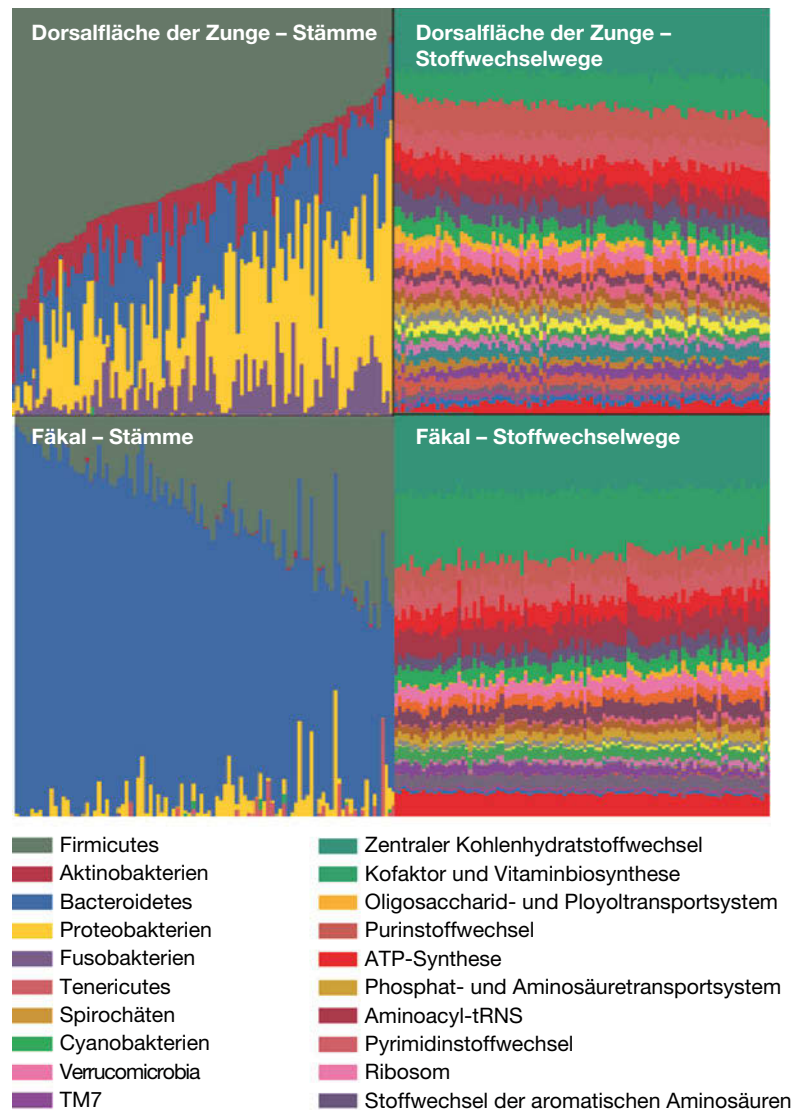 Dorsalfläche der Zunge – Stämme
Dorsalfläche der Zunge –
Stoffwechselwege
Fäkal – Stämme
Fäkal – Stoffwechselwege
Firmicutes
Aktinobakterien
Bacteroidetes
Proteobakterien
Fusobakterien
Tenericutes
Spirochäten
Cyanobakterien
Verrucomicrobia
TM7
Zentraler Kohlenhydratstoffwechsel
Kofaktor und Vitaminbiosynthese
Oligosaccharid- und Ployoltransportsystem
Purinstoffwechsel
ATP-Synthese
Phosphat- und Aminosäuretransportsystem
Aminoacyl-tRNS
Pyrimidinstoffwechsel
Ribosom
Stoffwechsel der aromatischen Aminosäuren